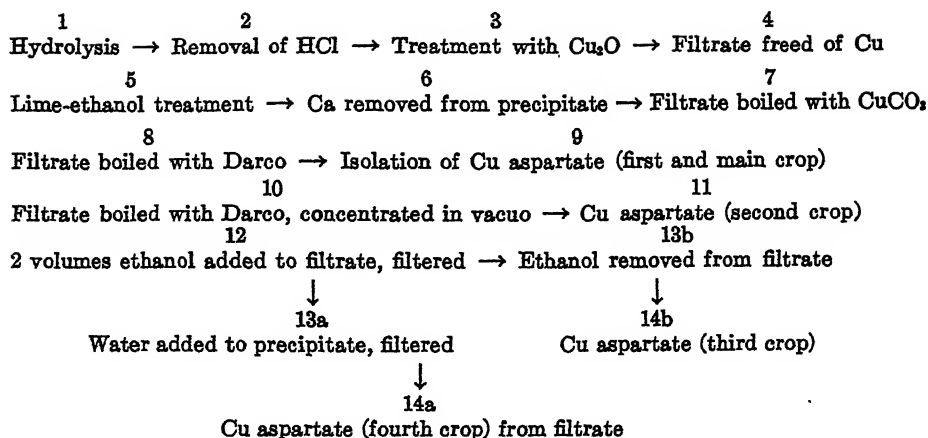 1 2 3 4
Hydrolysis → Removal of HCl → Treatment with Cu₂O → Filtrate freed of Cu
5 6 7
Lime-ethanol treatment → Ca removed from precipitate → Filtrate boiled with CuCO₃
8 9
Filtrate boiled with Darco → Isolation of Cu aspartate (first and main crop)
10 11
Filtrate boiled with Darco, concentrated in vacuo → Cu aspartate (second crop)
12 13b
2 volumes ethanol added to filtrate, filtered → Ethanol removed from filtrate
↓ ↓
13a 14b
Water added to precipitate, filtered Cu aspartate (third crop)
↓
14a
Cu aspartate (fourth crop) from filtrate